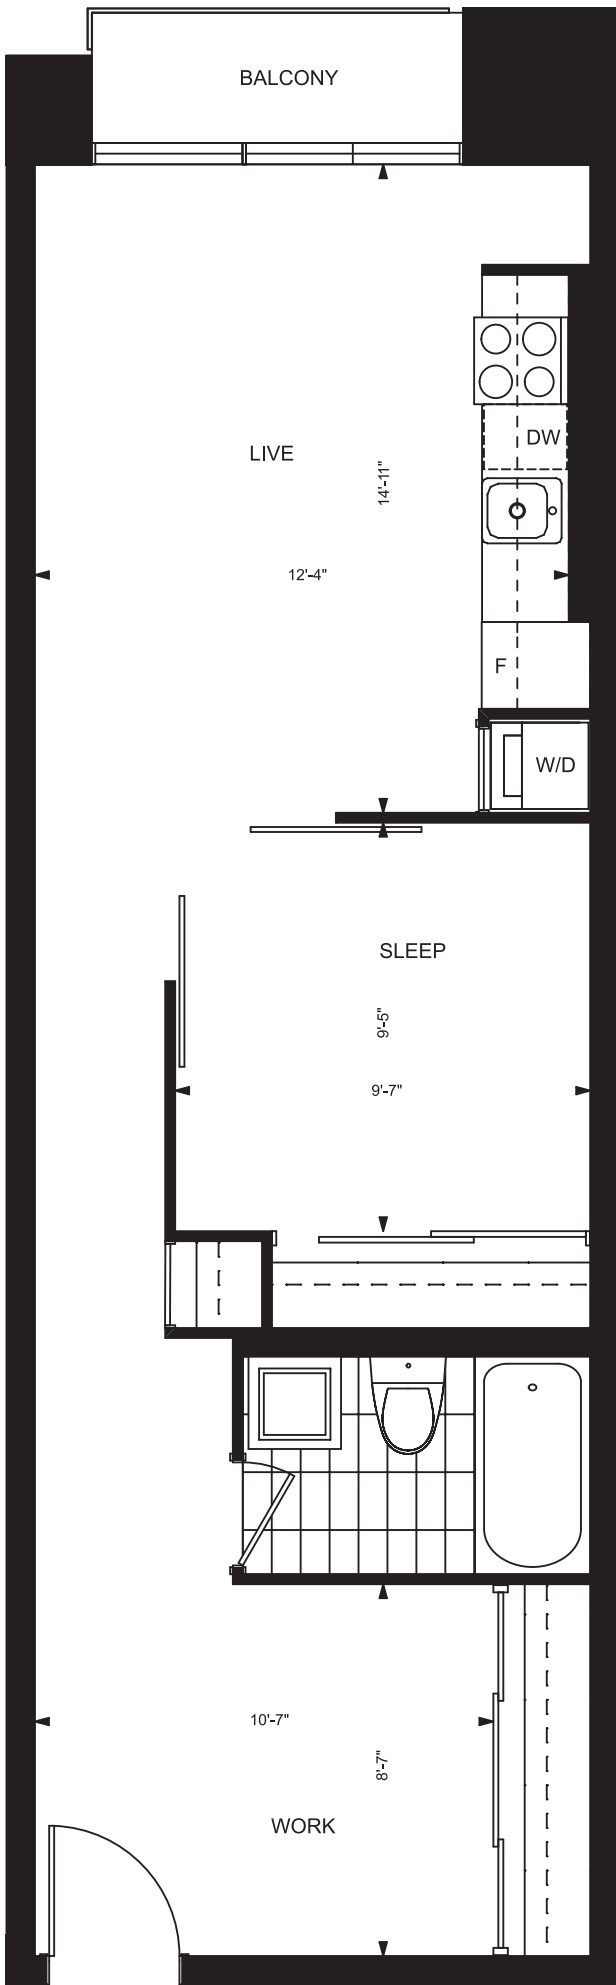 BALCONY
DW
LIVE
14'-11"
12'-4"
F
W/D
SLEEP
9'-5"
9'-7"
10'-7"
8'-7"
WORK